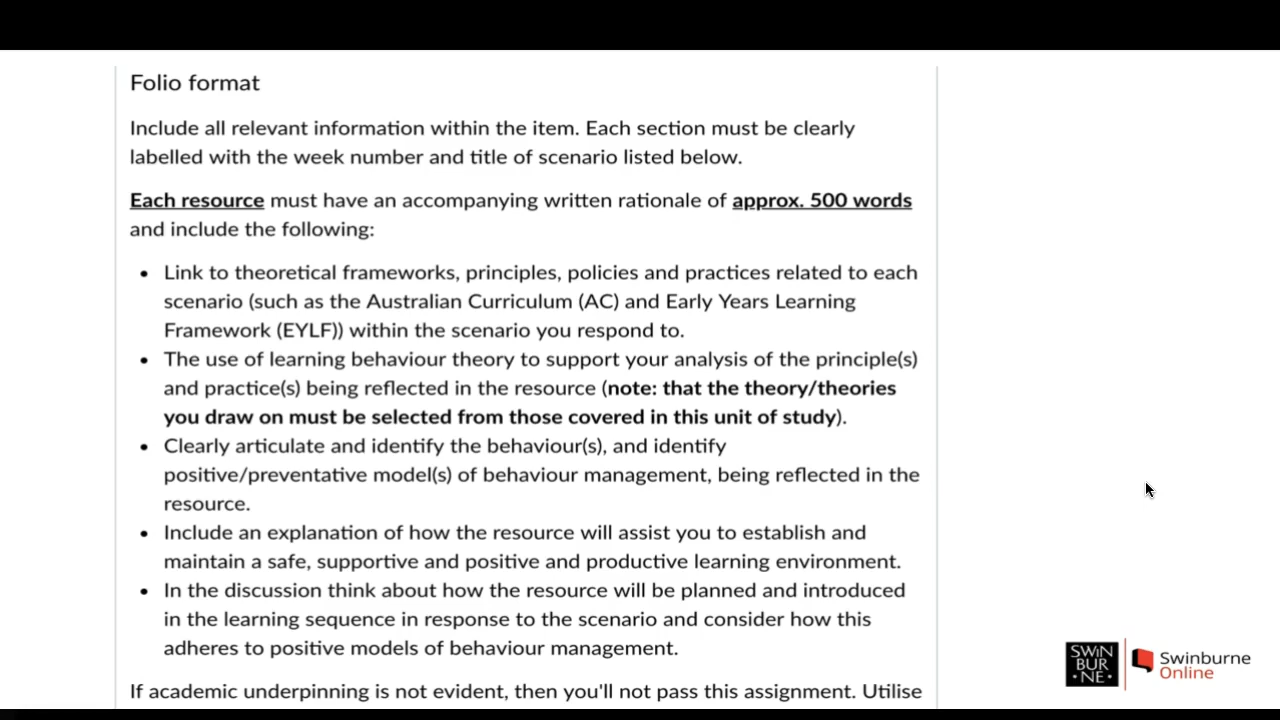 Folio format
Include all relevant information within the item. Each section must be clearly
labelled with the week number and title of scenario listed below.
Each resource must have an accompanying written rationale of approx. 500 words
and include the following:
• Link to theoretical frameworks, principles, policies and practices related to each
scenario (such as the Australian Curriculum (AC) and Early Years Learning
Framework (EYLF)) within the scenario you respond to.
• The use of learning behaviour theory to support your analysis of the principle(s)
and practice(s) being reflected in the resource (note: that the theory/theories
you draw on must be selected from those covered in this unit of study).
• Clearly articulate and identify the behaviour(s), and identify
positive/preventative model(s) of behaviour management, being reflected in the
resource.
• Include an explanation of how the resource will assist you to establish and
maintain a safe, supportive and positive and productive learning environment.
• In the discussion think about how the resource will be planned and introduced
in the learning sequence in response to the scenario and consider how this
adheres to positive models of behaviour management.
If academic underpinning is not evident, then you'll not pass this assignment. Utilise
SWIN
BUR
NE
Swinburne
Online